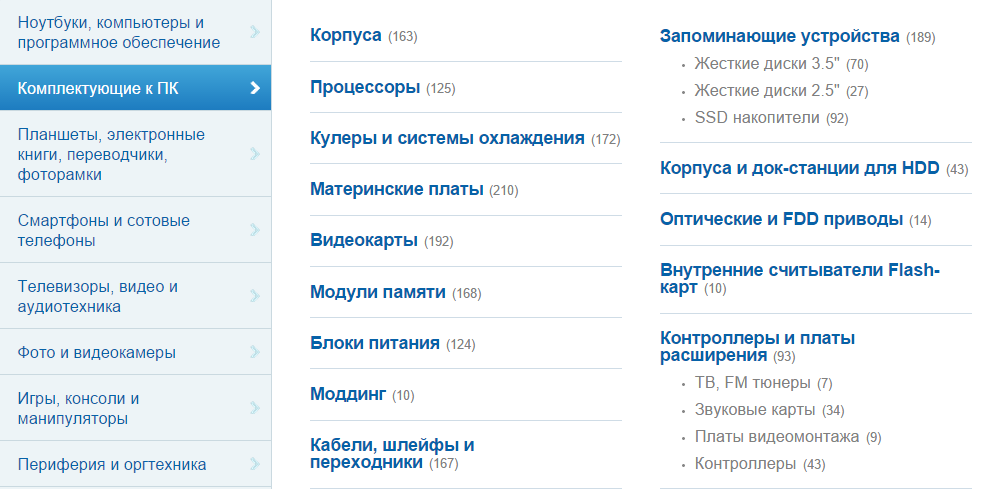 Ноутбуки, компьютеры и
программное обеспечение
Комплектующие к ПК
Планшеты, электронные
книги, переводчики,
фоторамки
Смартфоны и сотовые
телефоны
Телевизоры, видео и
аудиотехника
Фото и видеокамеры
Игры, консоли и
манипуляторы
Периферия и оргтехника
Корпуса (163)
Процессоры (125)
Кулеры и системы охлаждения (172)
Материнские платы (210)
Видеокарты (192)
Модули памяти (168)
Блоки питания (124)
Моддинг (10)
Кабели, шлейфы и
переходники (167)
Запоминающие устройства (189)
• Жесткие диски 3.5" (70)
• Жесткие диски 2.5" (27)
• SSD накопители (92)
Корпуса и док-станции для HDD (43)
Оптические и FDD приводы (14)
Внутренние считыватели Flash-
карт (10)
Контроллеры и платы
расширения (93)
• ТВ, FM тюнеры (7)
• Звуковые карты (34)
• Платы видеомонтажа (9)
• Контроллеры (43)